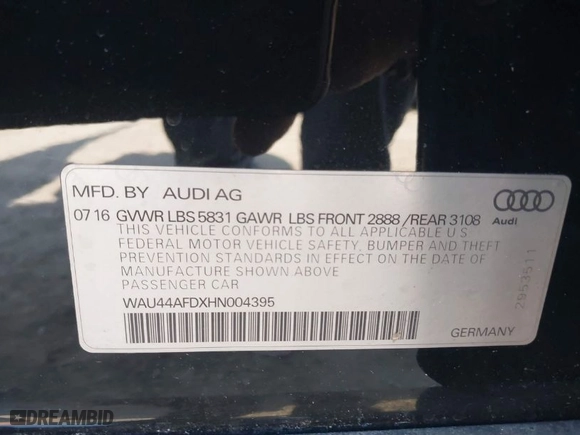 MFD. BY AUDI AG
07 16 GVWR LBS 5831 GAWR LBS FRONT 2888 /REAR 3108
THIS VEHICLE CONFORMS TO ALL APPLICABLE U S
FEDERAL MOTOR VEHICLE SAFETY, BUMPER AND THEFT
PREVENTION STANDARDS IN EFFECT ON THE DATE OF
MANUFACTURE SHOWN ABOVE
PASSENGER CAR
WAU44AFDXHN004395
GERMANY
Audi
2953511
DREAMBID